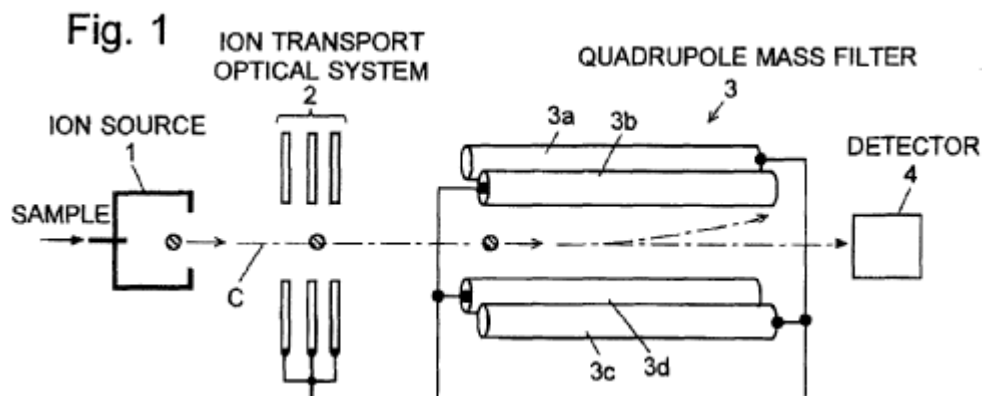 Fig. 1
ION TRANSPORT
OPTICAL SYSTEM
2
QUADRUPOLE MASS FILTER
3
ION SOURCE
1
3a
3b
DETECTOR
4
SAMPLE
C
3d
3c